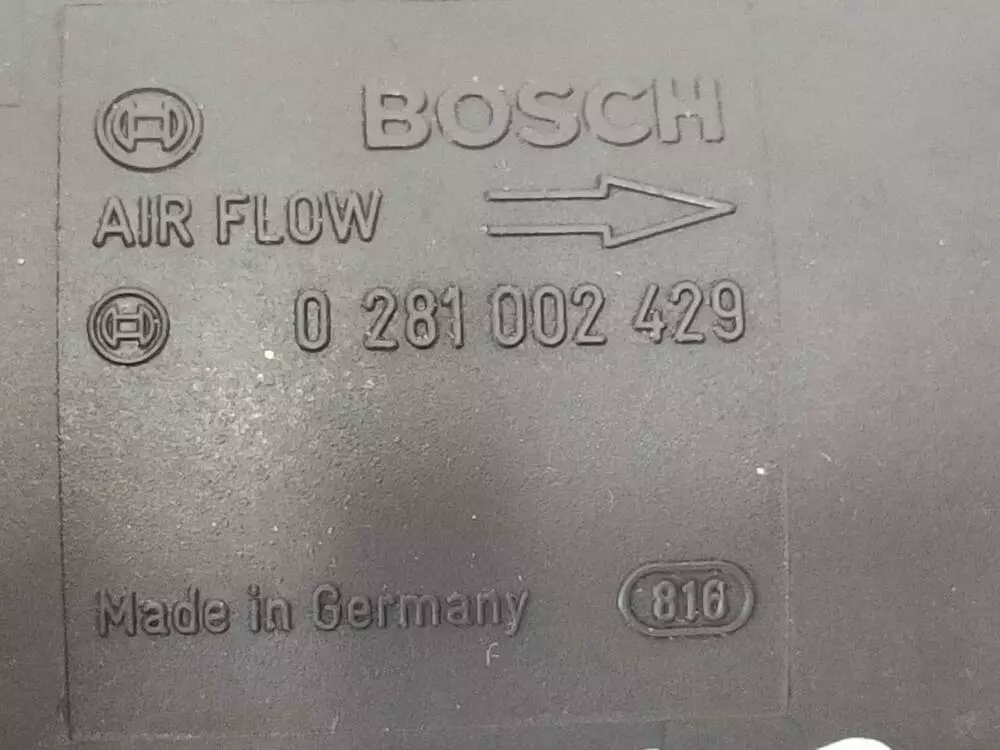 BOSCH
AIR FLOW
0 281 002 429
Made in Germany
810
F